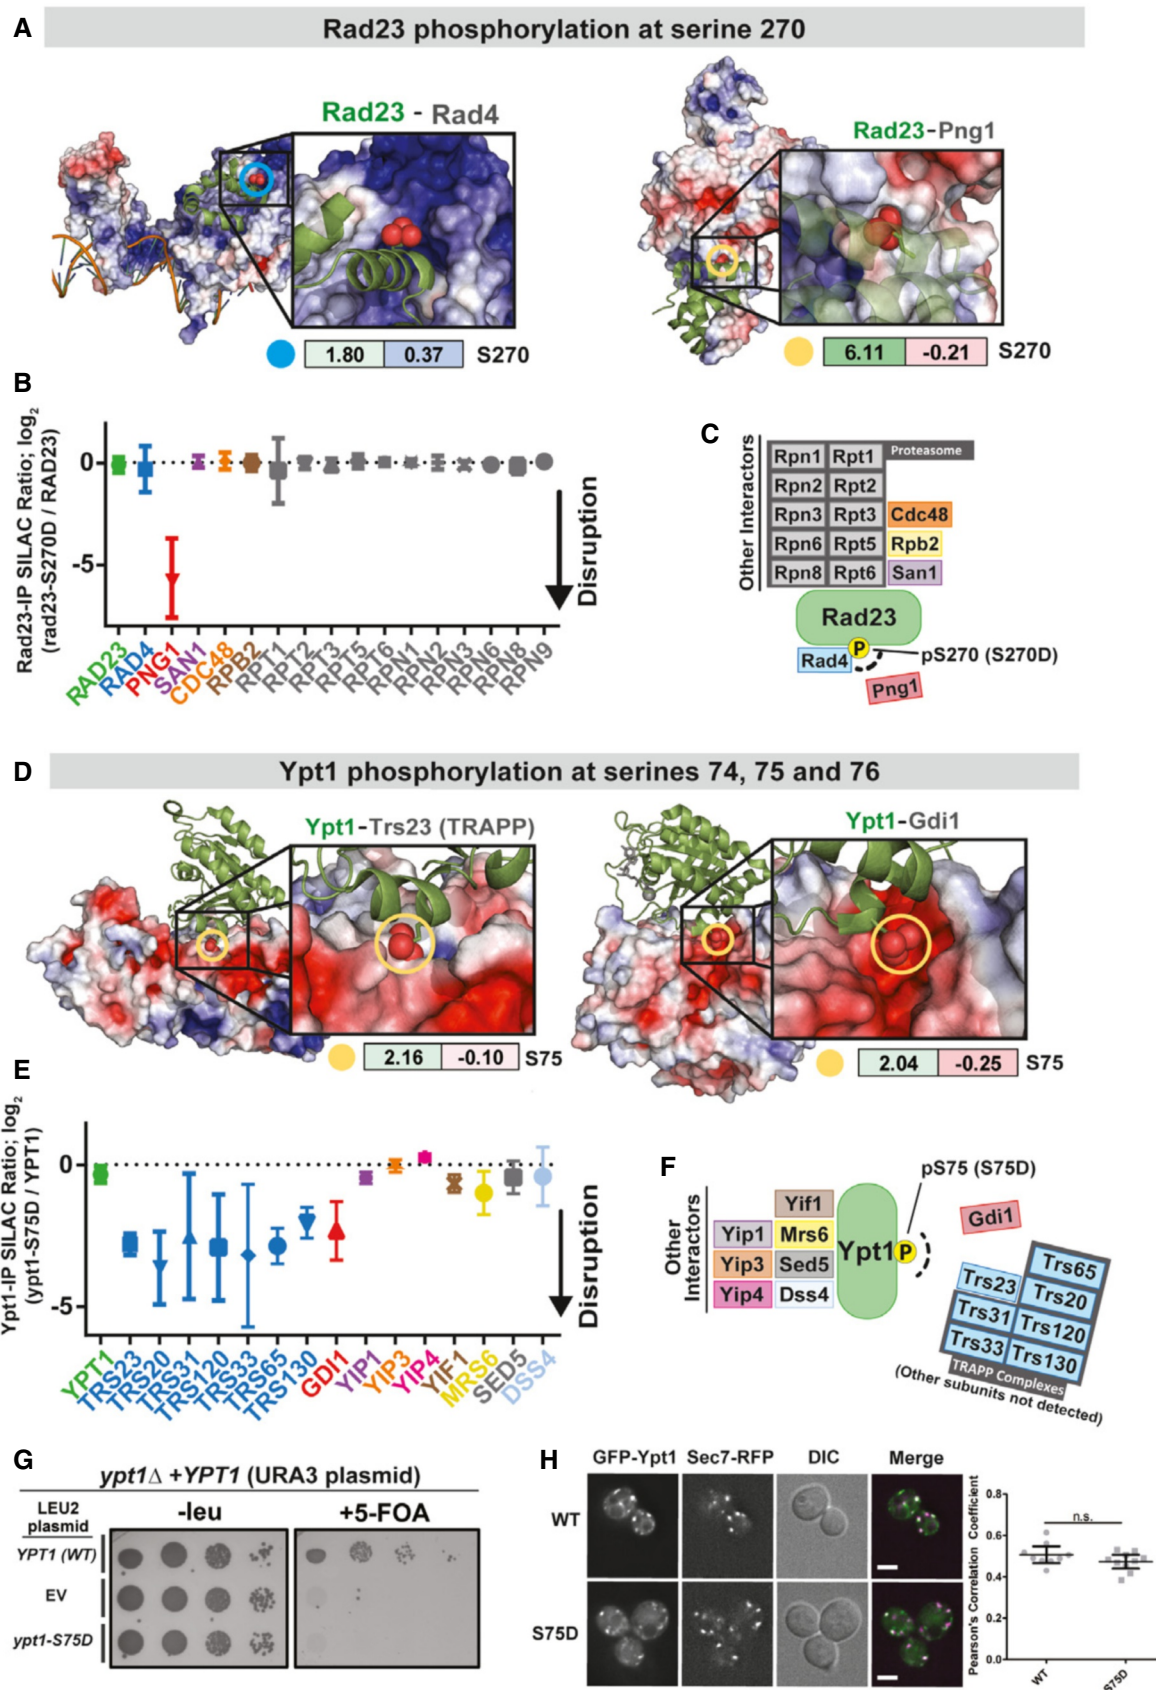 A
Rad23 phosphorylation at serine 270
Rad23 - Rad4
Rad23-Png1
1.80 0.37 S270
6.11 -0.21 S270
B
Rad23-IP SILAC Ratio; log2
(rad23-S270D / RAD23)
0
-5
Disruption
RAD23
RAD4
PNG1
SAN1
CDC48
RPB2
RPT1
RPT2
RPT3
RPT5
RPT6
RPN1
RPN2
RPN3
RPN6
RPN8
RPN9
C
Other Interactors
Rpn1 Rpt1 Proteasome
Rpn2 Rpt2
Rpn3 Rpt3 Cdc48
Rpn6 Rpt5 Rpb2
Rpn8 Rpt6 San1
Rad23
P
Rad4
pS270 (S270D)
Png1
D
Ypt1 phosphorylation at serines 74, 75 and 76
Ypt1-Trs23 (TRAPP)
Ypt1-Gdi1
2.16 -0.10 S75
2.04 -0.25 S75
E
Ypt1-IP SILAC Ratio; log2
(ypt1-S75D / YPT1)
0
-5
Disruption
YPT1
TRS23
TRS20
TRS31
TRS120
TRS33
TRS65
TRS130
GDI1
YIP1
YIP3
YIP4
YIF1
MRS6
SED5
DSS4
F
pS75 (S75D)
Other
Interactors
Yif1
Yip1 Mrs6
Yip3 Sed5
Yip4 Dss4
Ypt1
P
Gdi1
Trs65
Trs23 Trs20
Trs31 Trs120
Trs33 Trs130
TRAPP Complexes
(Other subunits not detected)
G
ypt1Δ +YPT1 (URA3 plasmid)
LEU2
plasmid
-leu
+5-FOA
YPT1 (WT)
EV
ypt1-S75D
H
GFP-Ypt1 Sec7-RFP DIC Merge
WT
S75D
Pearson's Correlation Coefficient
0.8
0.6
0.4
0.2
0.0
n.s.
WT
S75D